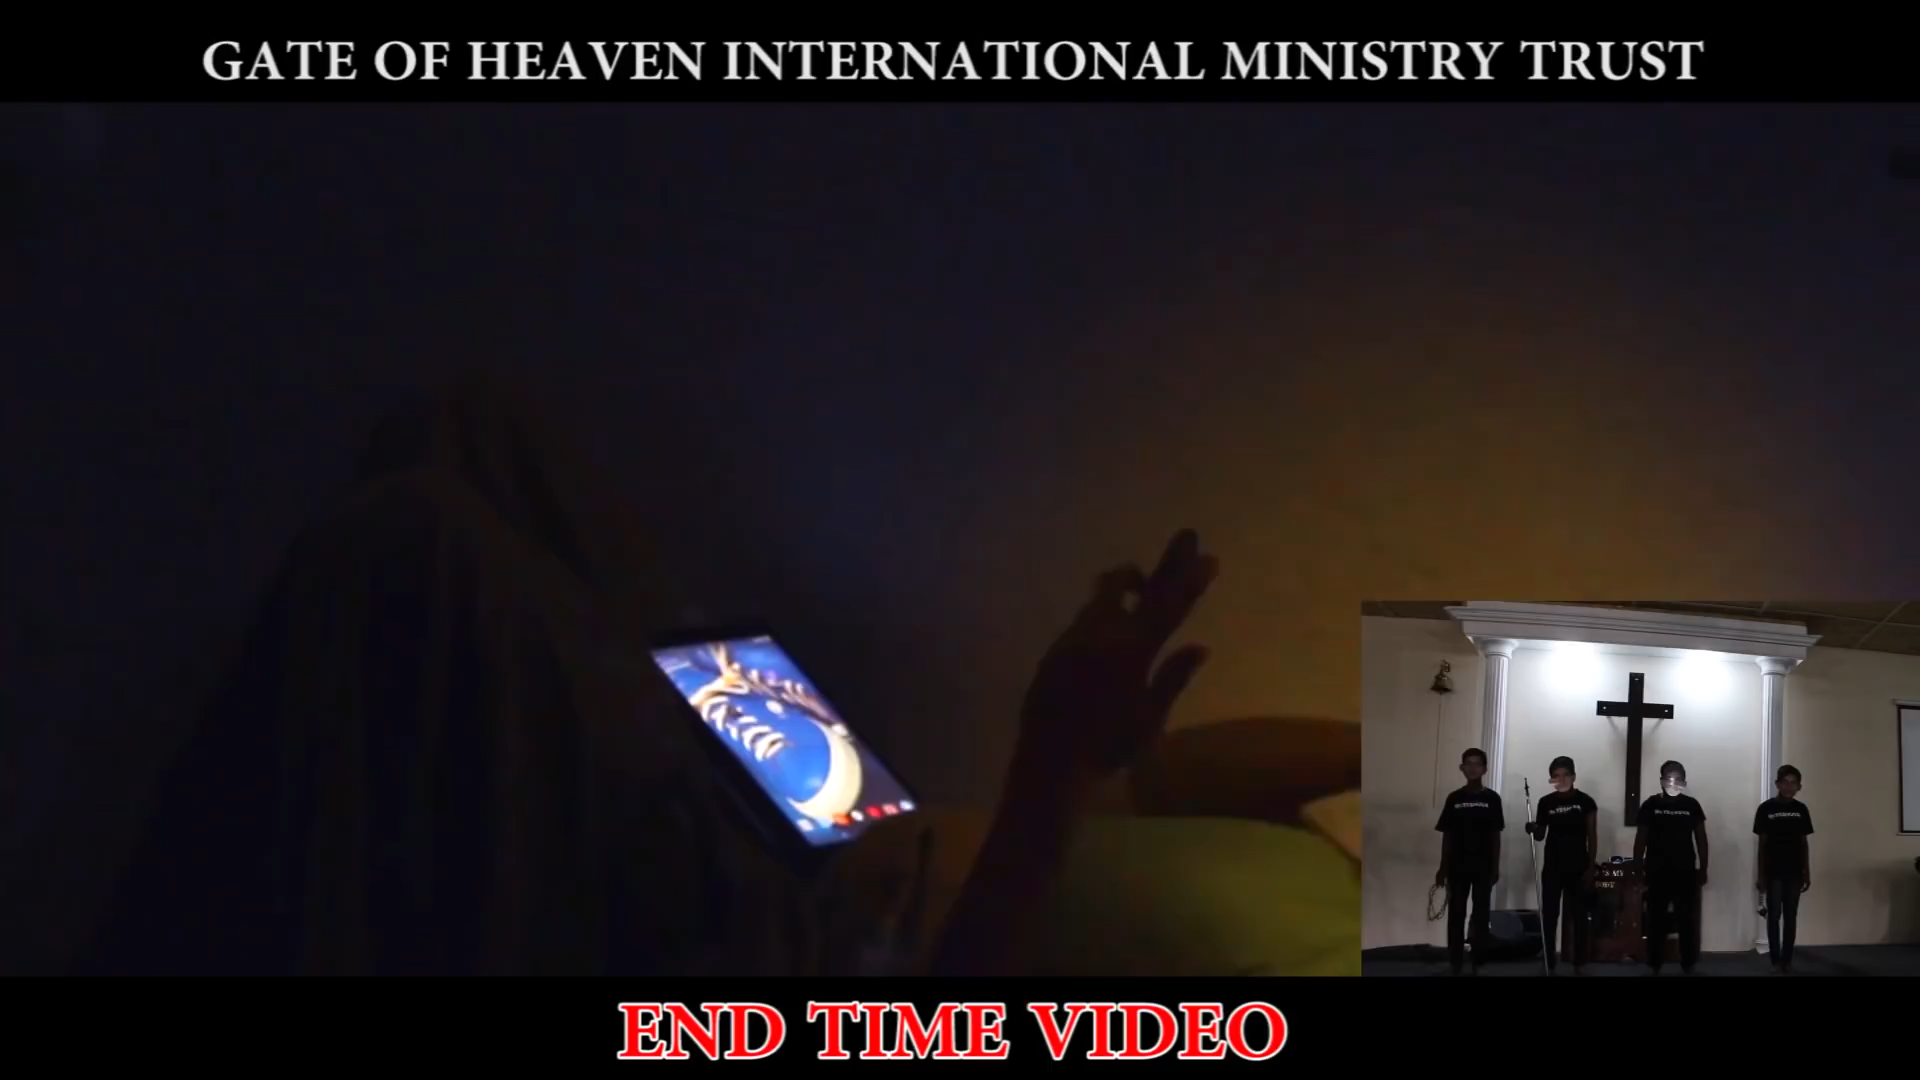 GATE OF HEAVEN INTERNATIONAL MINISTRY TRUST
END TIME VIDEO